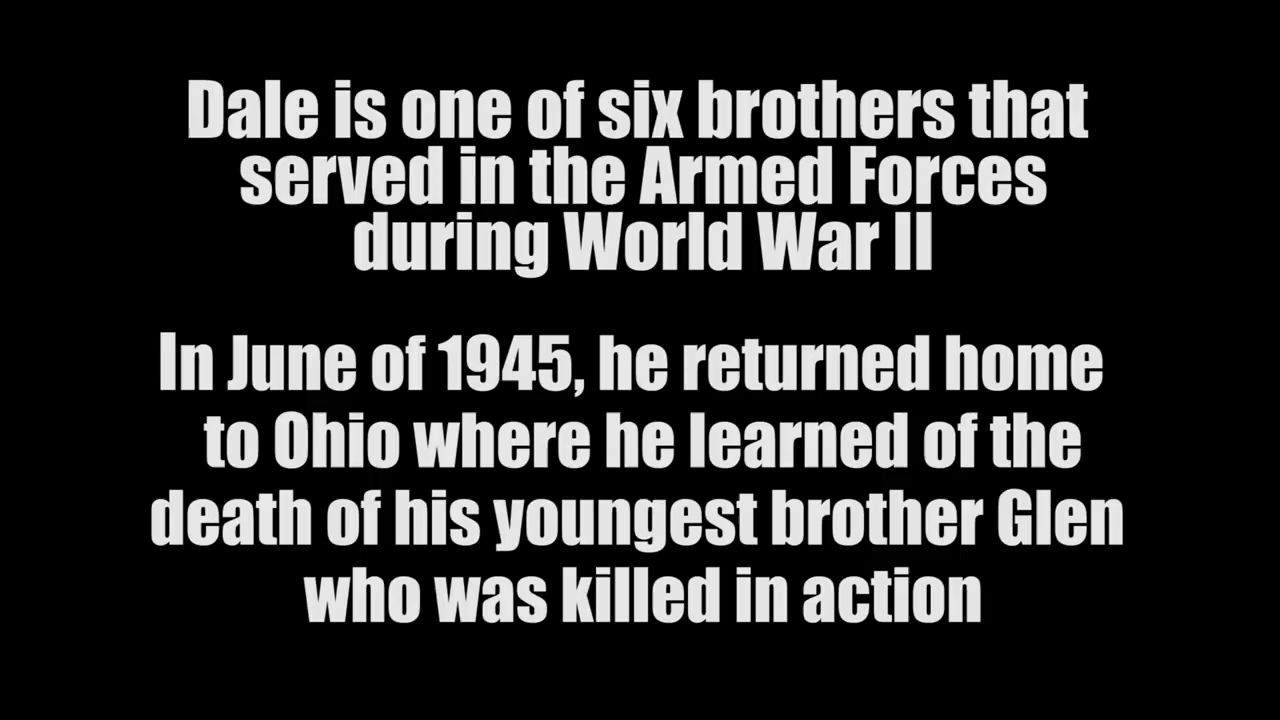 Dale is one of six brothers that
served in the Armed Forces
during World War II
In June of 1945, he returned home
to Ohio where he learned of the
death of his youngest brother Glen
who was killed in action